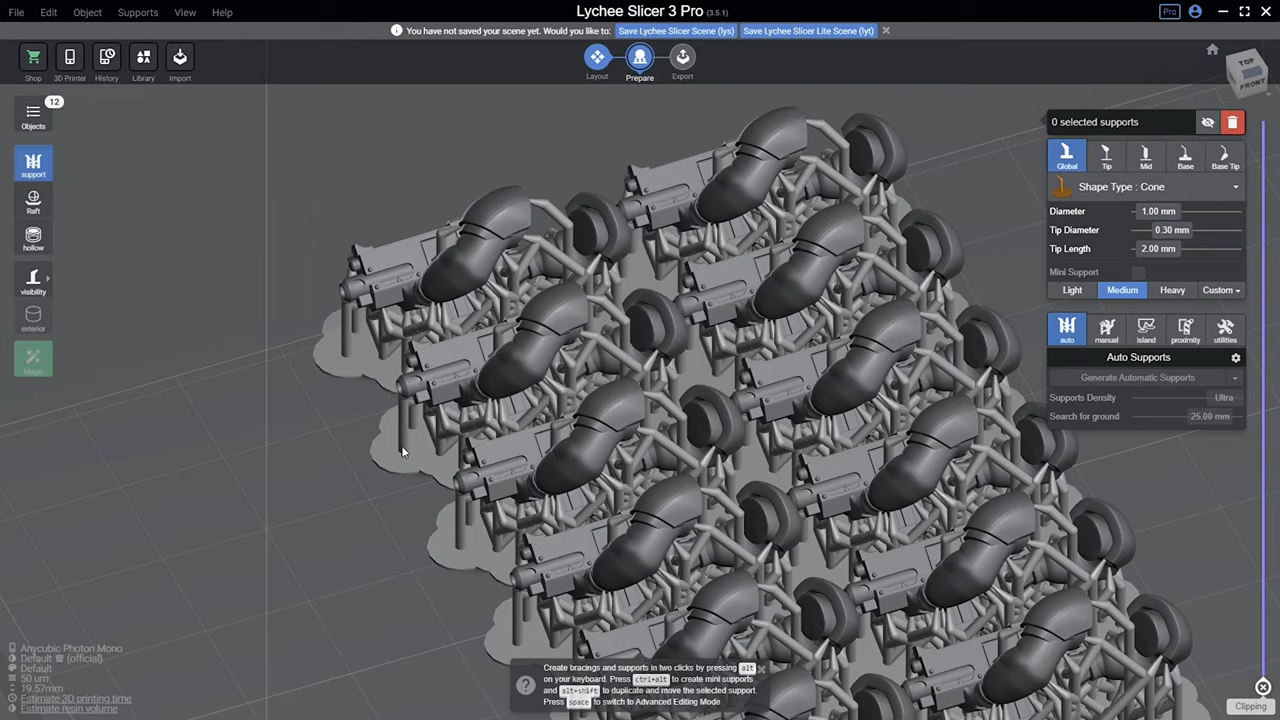 File Edit Object Supports View Help
Lychee Slicer 3 Pro (3.5.1)
Pro
You have not saved your scene yet. Would you like to: Save Lychee Slicer Scene (lys) Save Lychee Slicer Lite Scene (lyt)
Shop 3D Printer History Library Import
Layout Prepare Export
TOP
FRONT
12
Objects
support
Raft
hollow
visibility
exterior
Magic
0 selected supports
Global Tip Mid Base Base Tip
Shape Type : Cone
Diameter 1.00 mm
Tip Diameter 0.30 mm
Tip Length 2.00 mm
Mini Support
Light Medium Heavy Custom
auto manual island proximity utilities
Auto Supports
Generate Automatic Supports
Supports Density Ultra
Search for ground 25.00 mm
Anycubic Photon Mono
Default (official)
Default
50 um
19.57mm
Estimate 3D printing time
Estimate resin volume
Create bracings and supports in two clicks by pressing alt
on your keyboard. Press ctrl+alt to create mini supports
and alt+shift to duplicate and move the selected support.
Press space to switch to Advanced Editing Mode
Clipping